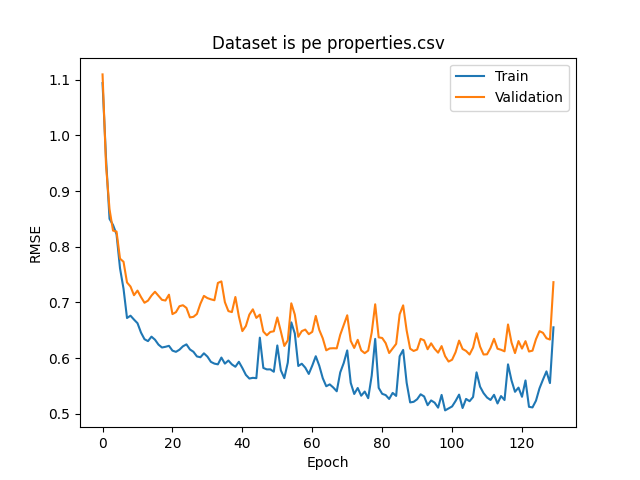 Dataset is pe properties.csv
Train
Validation
1.1
1.0
0.9
0.8
0.7
0.6
0.5
RMSE
0 20 40 60 80 100 120
Epoch